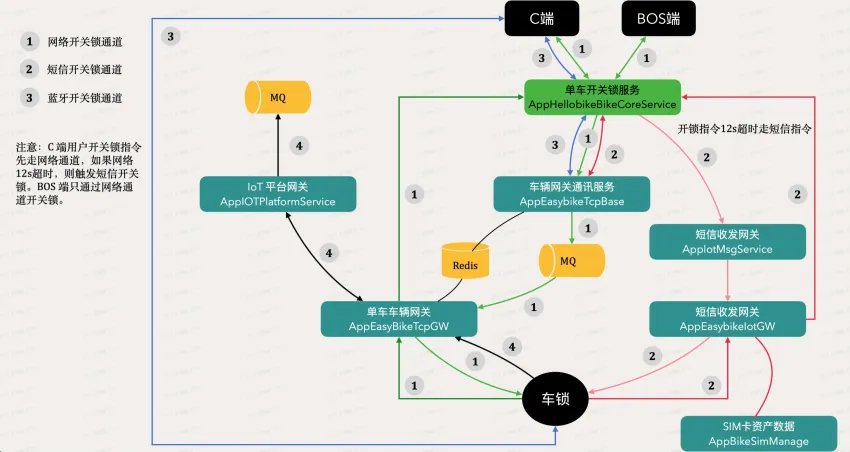 C端
BOS端
1 网络开关锁通道
2 短信开关锁通道
3 蓝牙开关锁通道
注意：C 端用户开关锁指令
先走网络通道，如果网络
12s超时，则触发短信开关
锁。BOS 端只通过网络通
道开关锁。
3
3
1
1
MQ
单车开关锁服务
AppHellobikeBikeCoreService
开锁指令12s超时走短信指令
4
3
1
2
2
IoT 平台网关
AppIOTPlatformService
车辆网关通讯服务
AppEasybikeTcpBase
1
2
1
短信收发网关
AppIotMsgService
4
Redis
MQ
1
单车车辆网关
AppEasyBikeTcpGW
短信收发网关
AppEasybikeIotGW
4
1
2
1
车锁
2
SIM卡资产数据
AppBikeSimManage